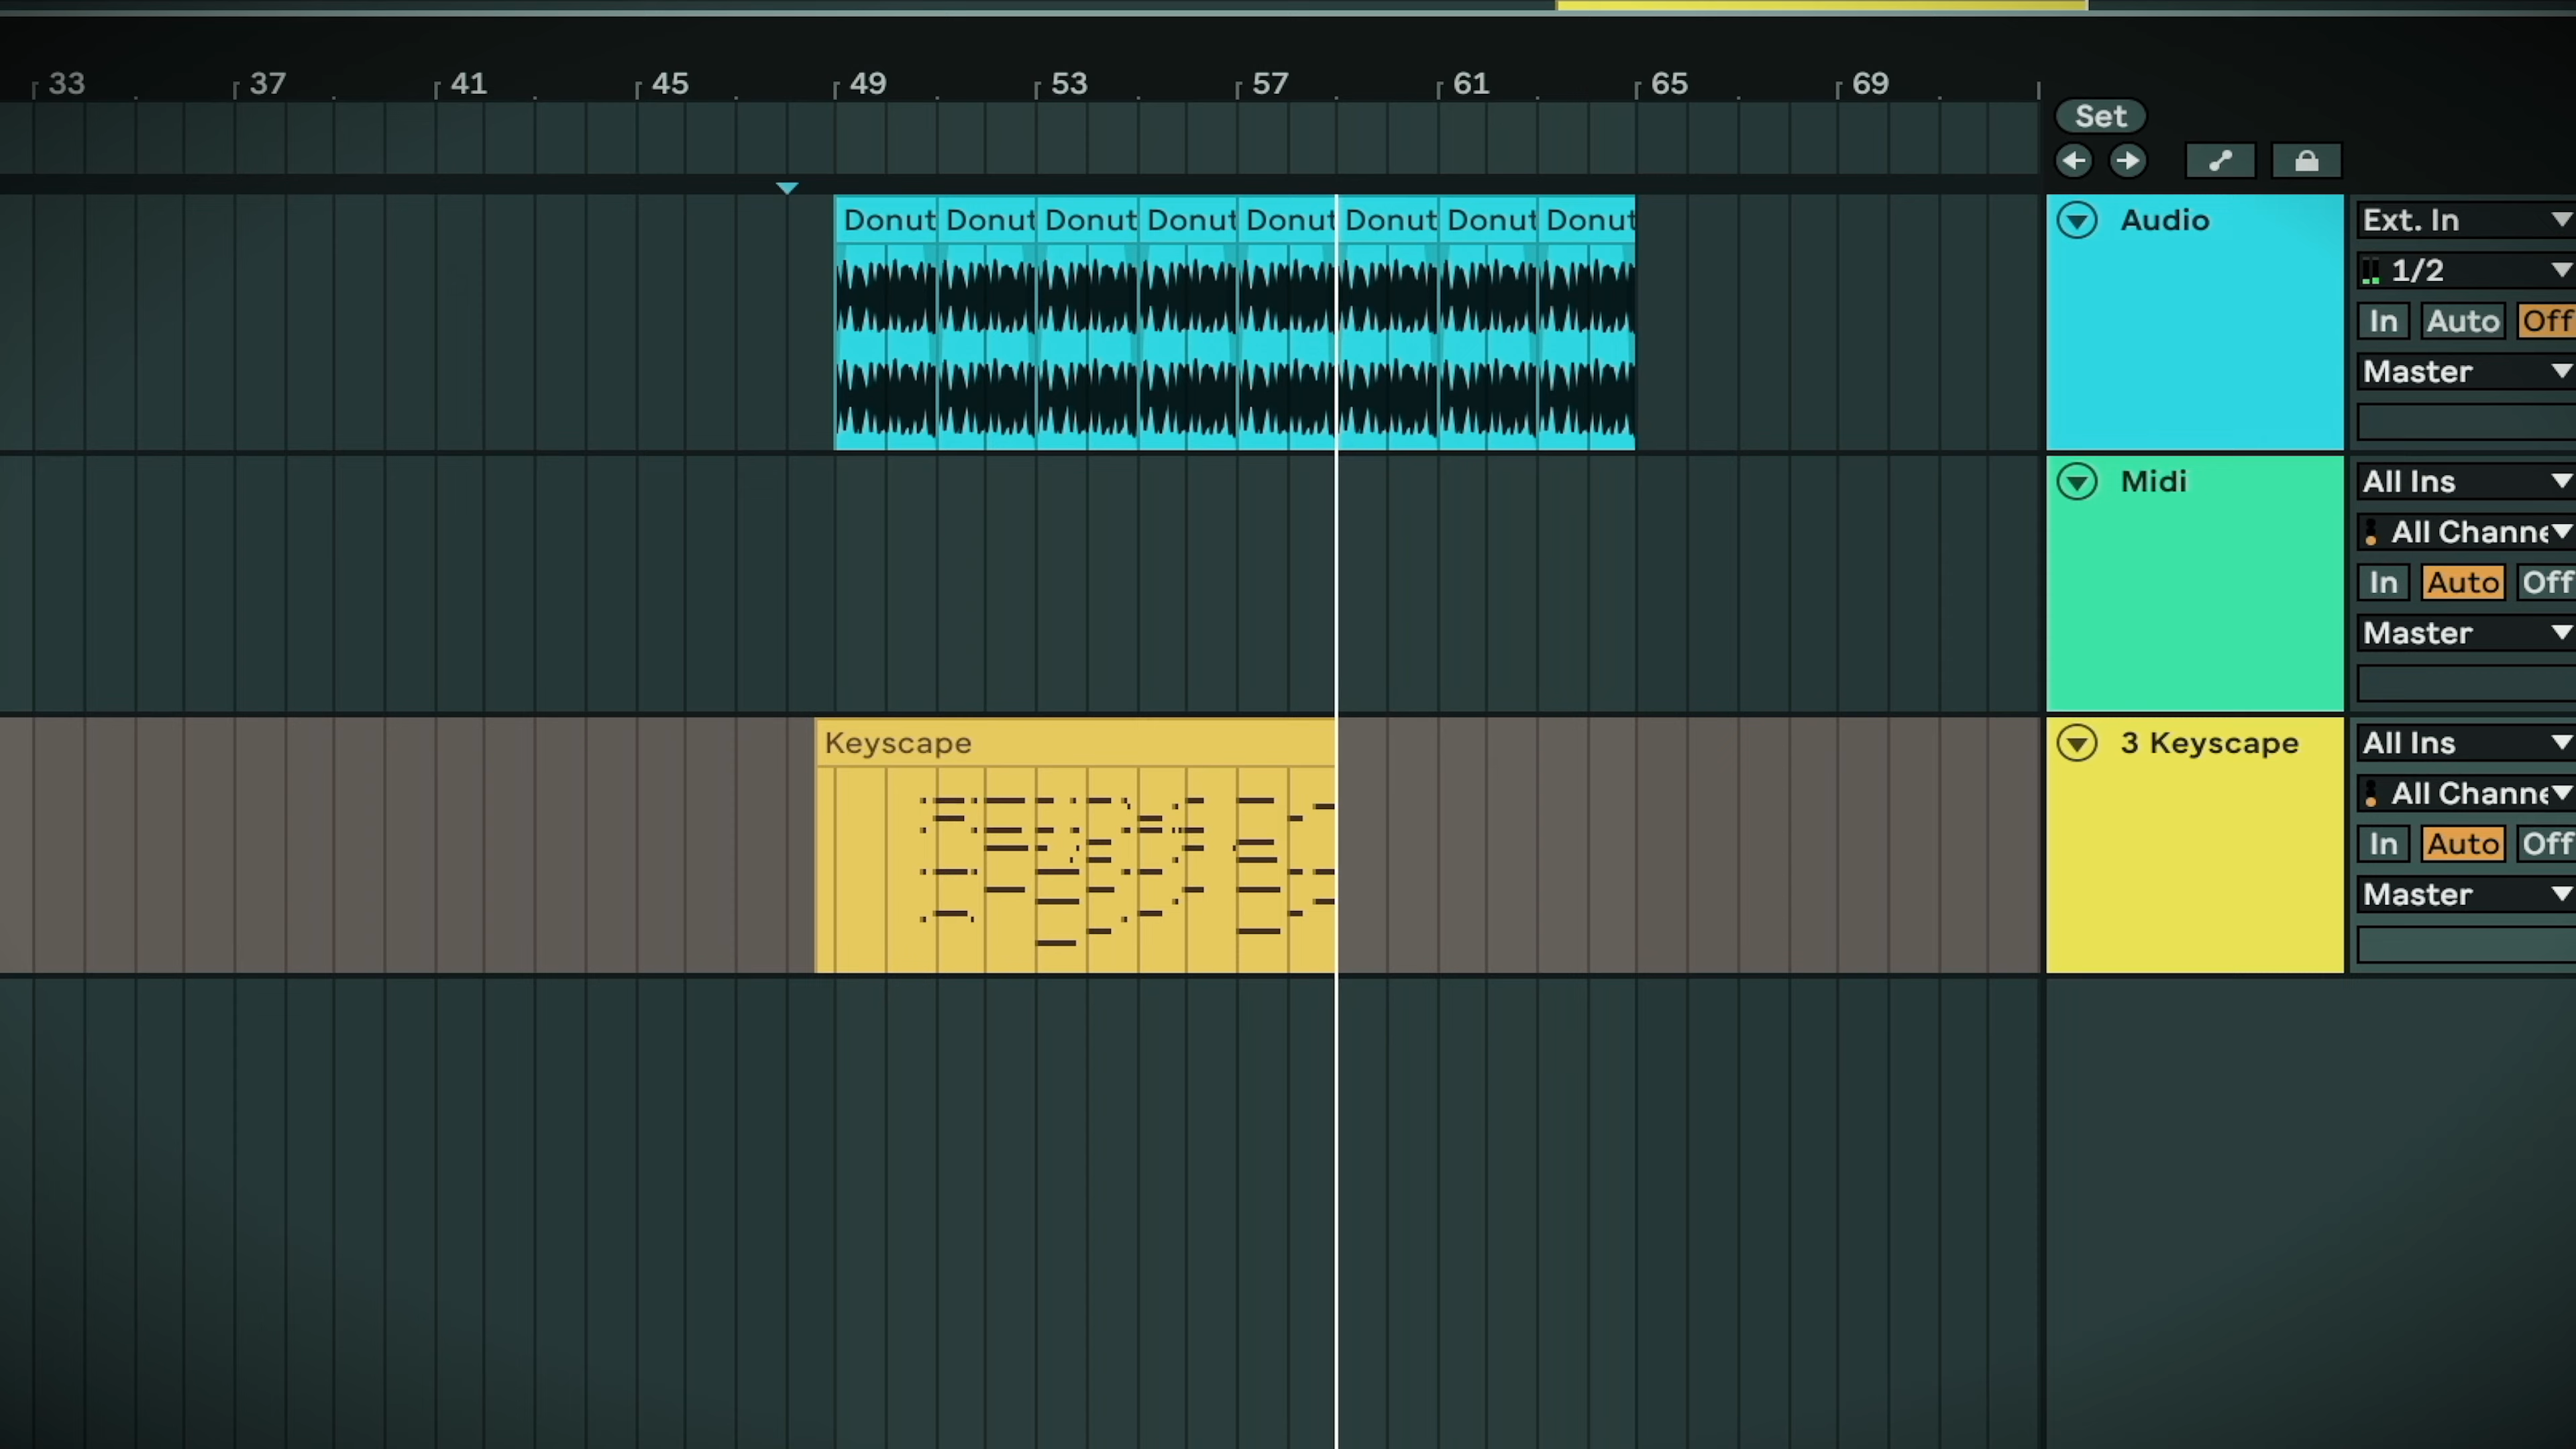 33 37 41 45 49 53 57 61 65 69
Set
Donut Donut Donut Donut Donut Donut Donut Donut
Audio
Ext. In
1/2
In Auto Off
Master
Midi
All Ins
All Channe
In Auto Off
Master
Keyscape
3 Keyscape
All Ins
All Channe
In Auto Off
Master